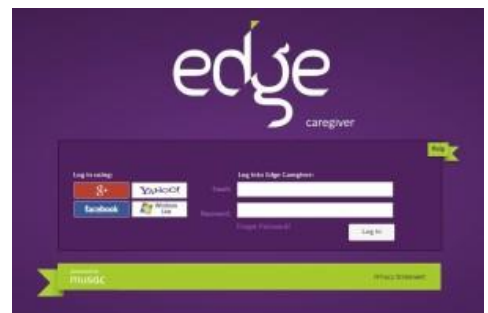 edge
caregiver
Help
Log in using:
Log into Edge Caregiver:
g+
YAHOO!
Email:
facebook
Windows Live
Password:
Forgot Password?
Log In
musqc
PRIVACY STATEMENT